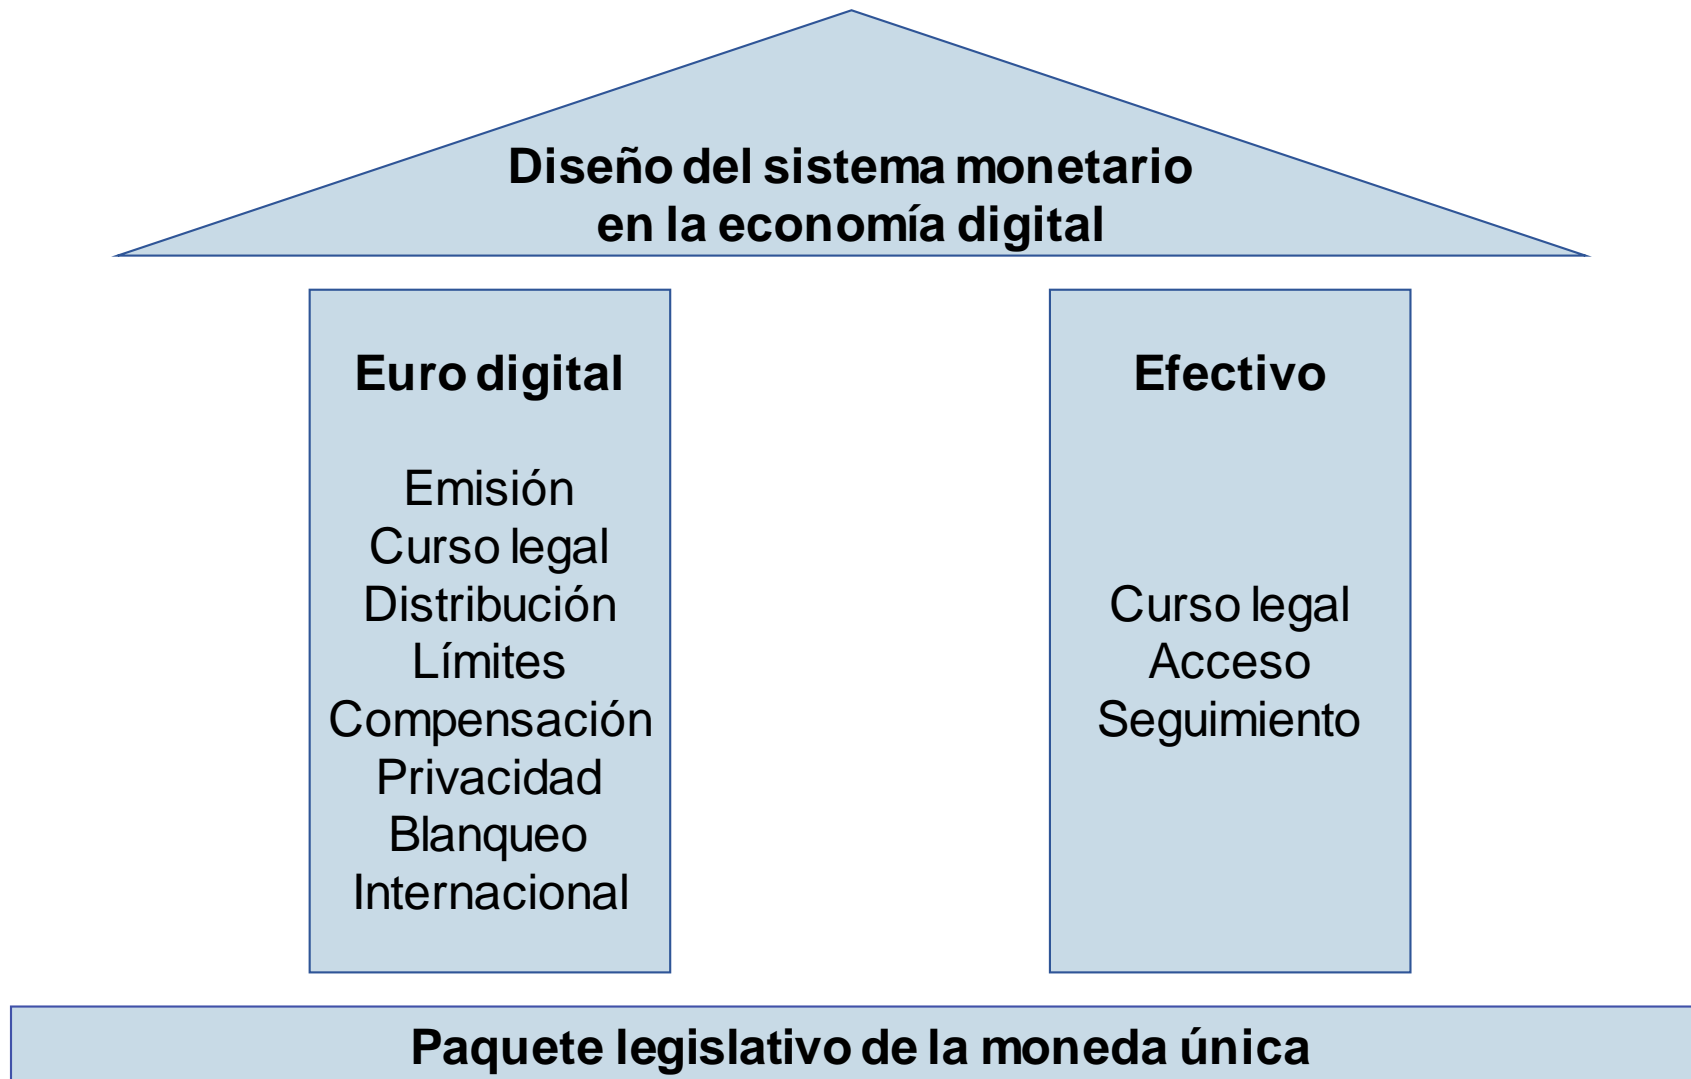 Diseño del sistema monetario
en la economía digital
Euro digital
Emisión
Curso legal
Distribución
Límites
Compensación
Privacidad
Blanqueo
Internacional
Efectivo
Curso legal
Acceso
Seguimiento
Paquete legislativo de la moneda única